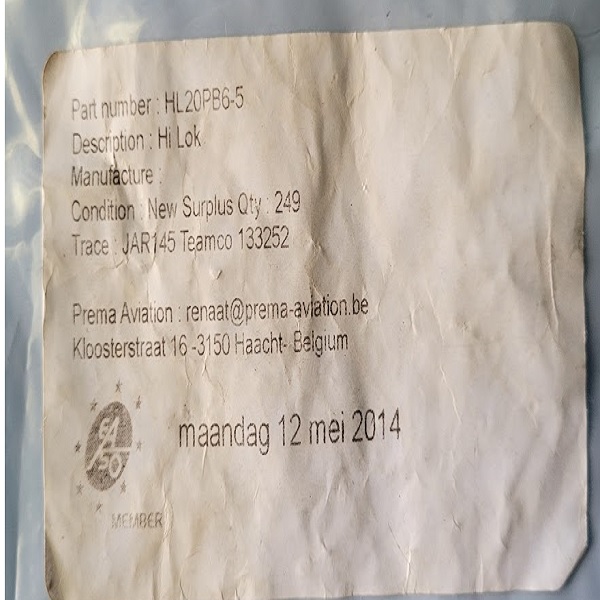 Part number : HL20PB6-5
Description : Hi Lok
Manufacture :
Condition : New Surplus Qty : 249
Trace : JAR145 Teamco 133252
Prema Aviation : renaat@prema-aviation.be
Kloosterstraat 16 -3150 Haacht- Belgium
maandag 12 mei 2014
MEMBER